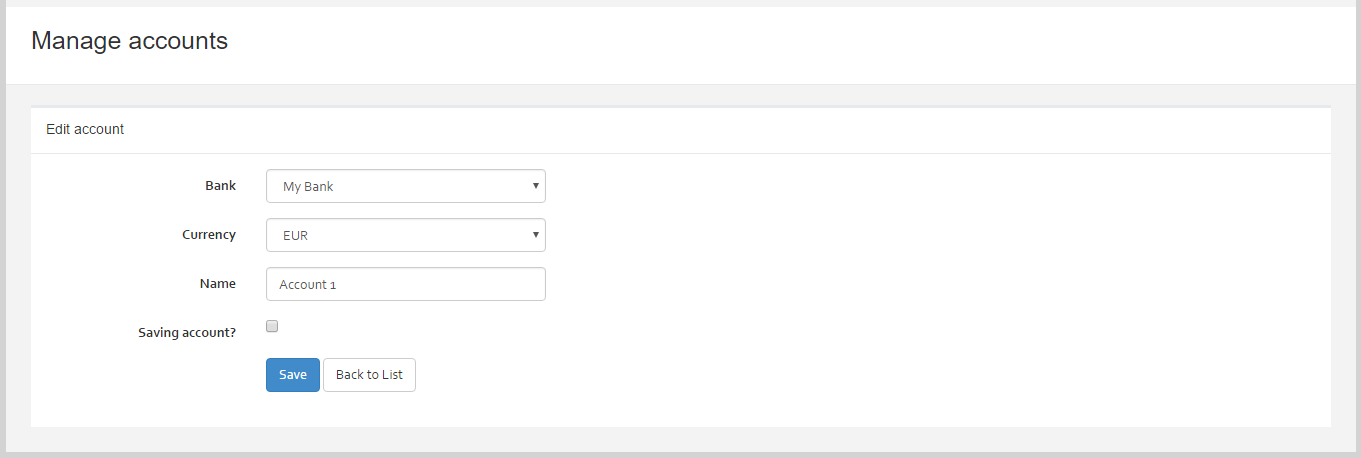 Manage accounts
Edit account
Bank My Bank
Currency EUR
Name Account 1
Saving account?
Save Back to List